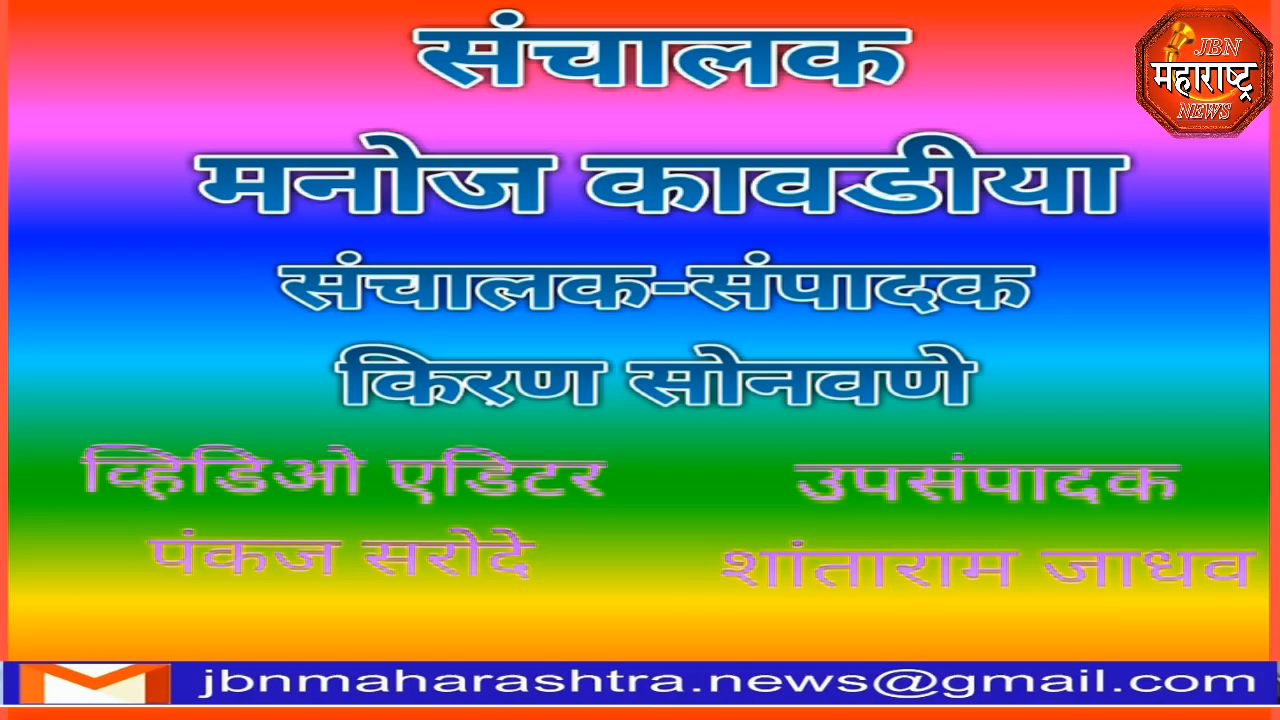 संचालक
JBN
महाराष्ट्र
NEWS
मनोज कावडीया
संचालक-संपादक
किरण सोनवणे
व्हिडिओ एडिटर
उपसंपादक
पंकज सरोदे
शांताराम जाधव
jbnmaharashtra.news@gmail.com